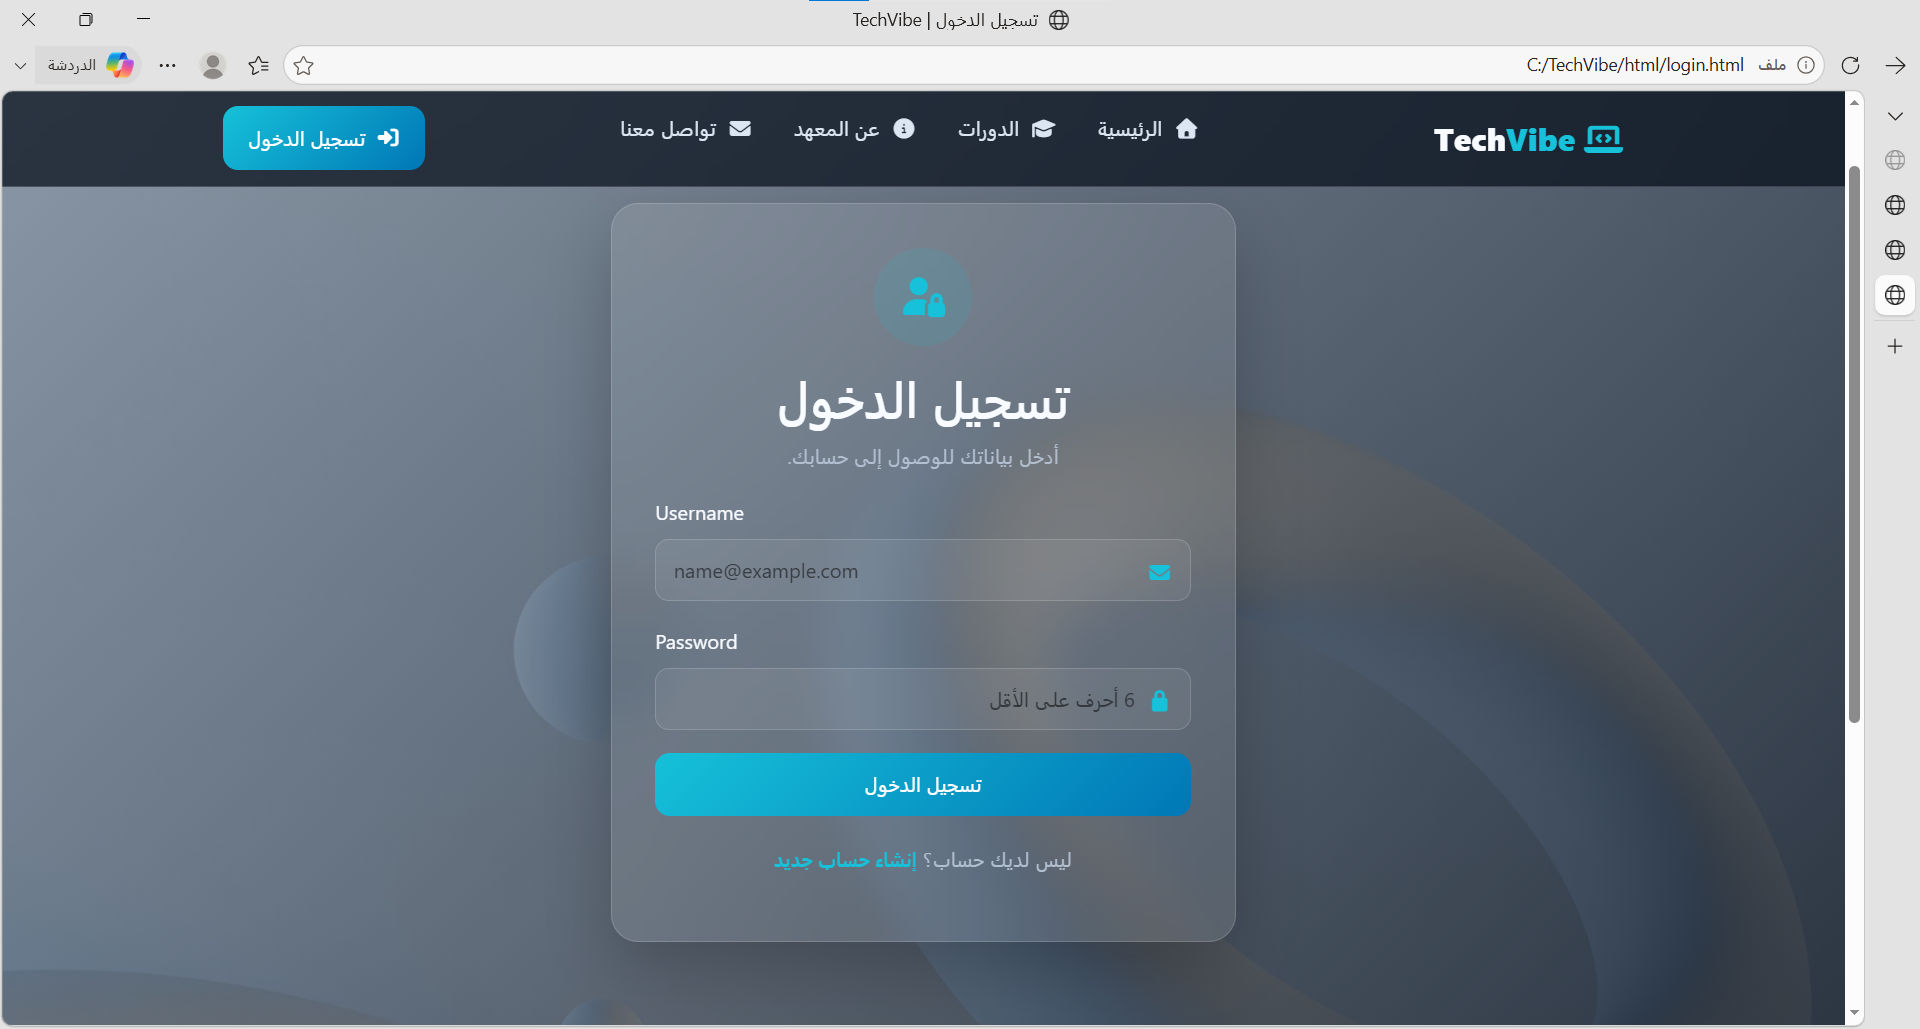 تسجيل الدخول | TechVibe
الدردشة
ملف
C:/TechVibe/html/login.html
TechVibe
الرئيسية
الدورات
عن المعهد
تواصل معنا
تسجيل الدخول
تسجيل الدخول
أدخل بياناتك للوصول إلى حسابك.
Username
name@example.com
Password
6 أحرف على الأقل
تسجيل الدخول
ليس لديك حساب؟ إنشاء حساب جديد